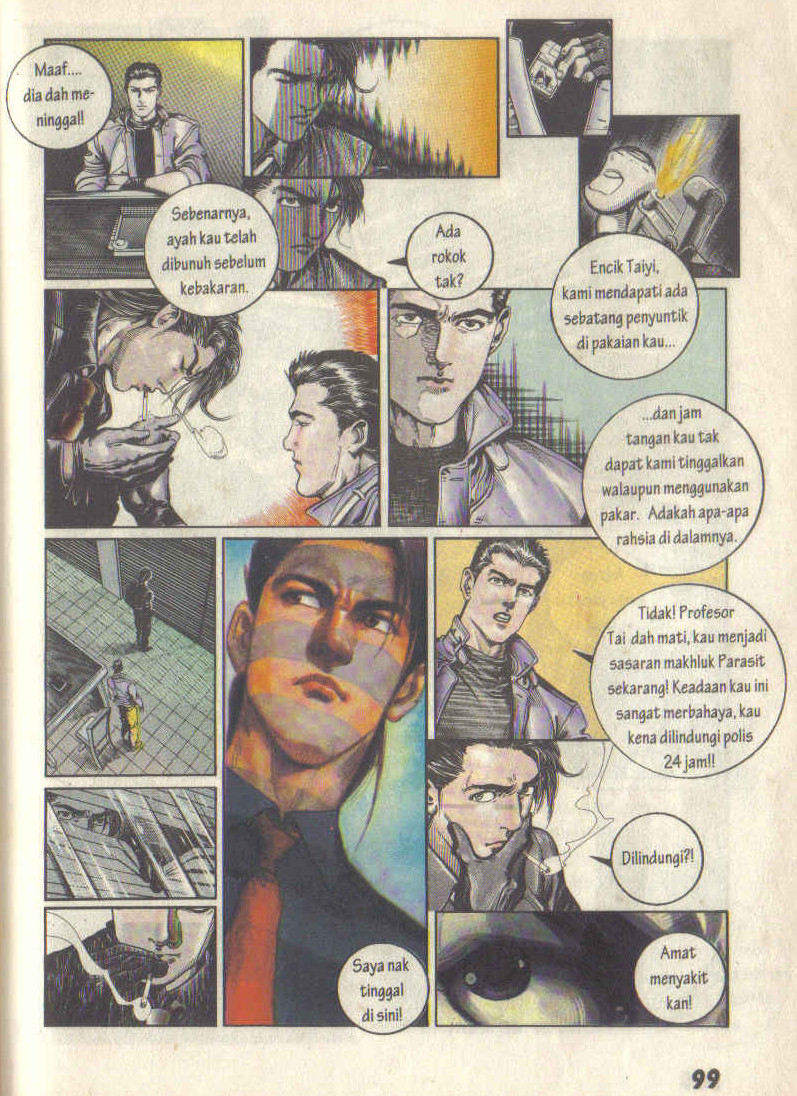 Maaf....
dia dah me-
ninggal!
Sebenarnya,
ayah kau telah
dibunuh sebelum
kebakaran.
Ada
rokok
tak?
Encik Taiyi,
kami mendapati ada
sebatang penyuntik
di pakaian kau...
...dan jam
tangan kau tak
dapat kami tinggalkan
walaupun menggunakan
pakar. Adakah apa-apa
rahsia di dalamnya.
Tidak! Profesor
Tai dah mati, kau menjadi
sasaran makhluk Parasit
sekarang! Keadaan kau ini
sangat merbahaya, kau
kena dilindungi polis
24 jam!!
Dilindungi?!
Saya nak
tinggal
di sini!
Amat
menyakit
kan!
99